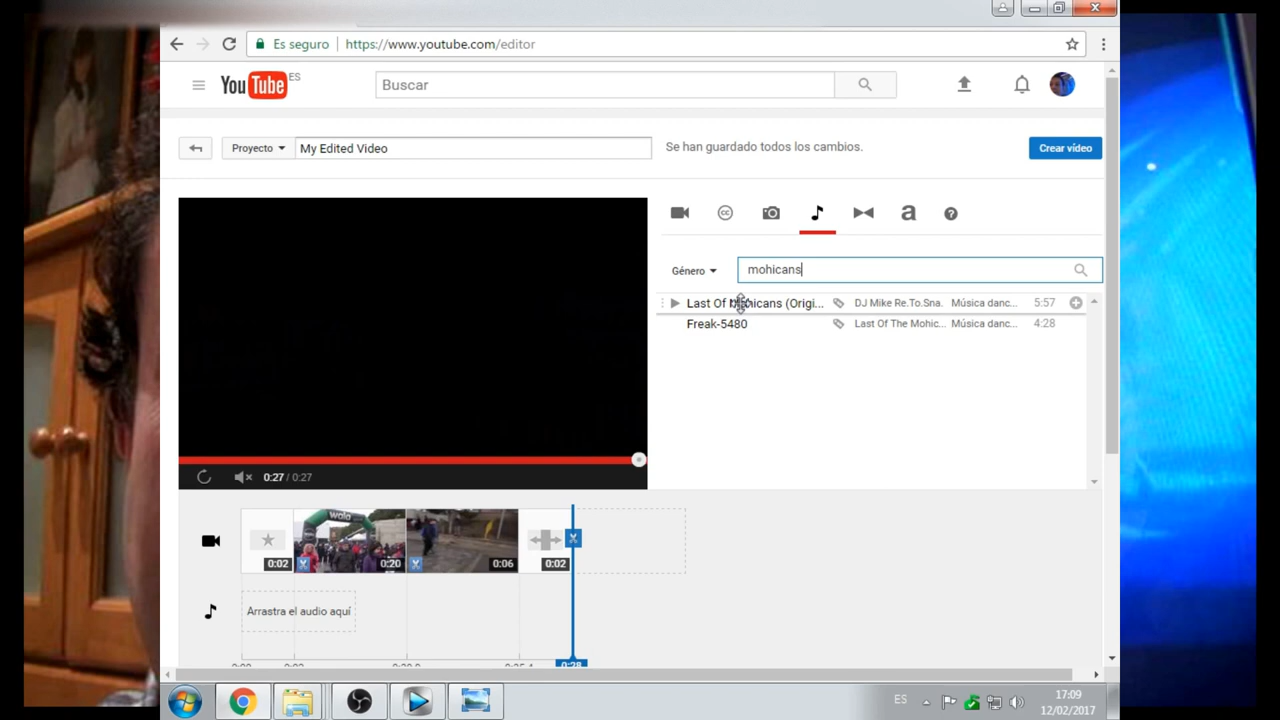 Es seguro https://www.youtube.com/editor
YouTube ES
Buscar
Proyecto My Edited Video Se han guardado todos los cambios. Crear vídeo
Género mohicans
Last Of Mohicans (Origi... DJ Mike Re.To.Sna. Música danc... 5:57
Freak-5480 Last Of The Mohic... Música danc... 4:28
0:27 / 0:27
wala
0:02 0:20 0:06 0:02
Arrastra el audio aquí
0:28
ES
17:09
12/02/2017